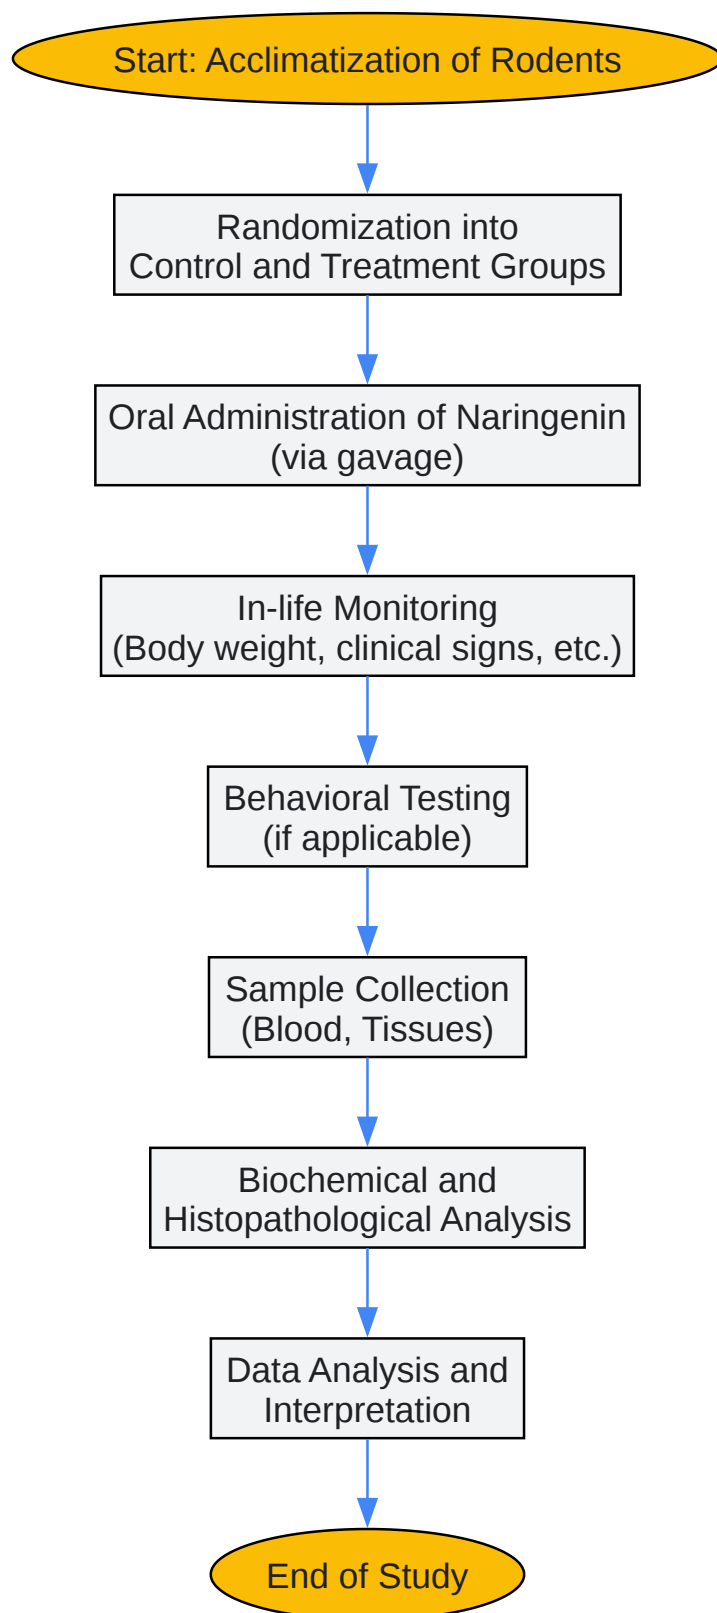 Start: Acclimatization of Rodents
Randomization into
Control and Treatment Groups
Oral Administration of Naringenin
(via gavage)
In-life Monitoring
(Body weight, clinical signs, etc.)
Behavioral Testing
(if applicable)
Sample Collection
(Blood, Tissues)
Biochemical and
Histopathological Analysis
Data Analysis and
Interpretation
End of Study